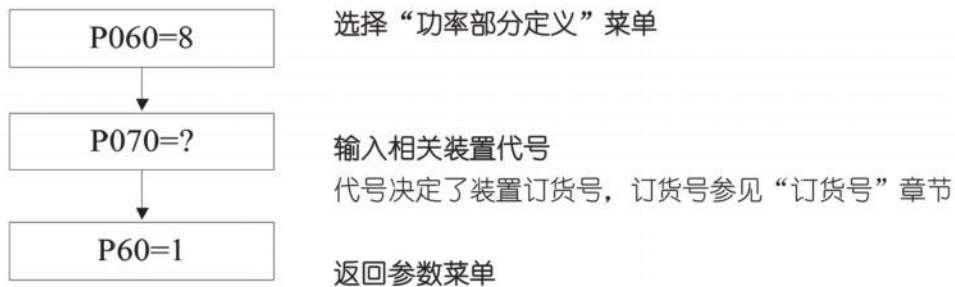 P060=8
选择“功率部分定义”菜单
P070=?
输入相关装置代号
代号决定了装置订货号，订货号参见“订货号”章节
P60=1
返回参数菜单